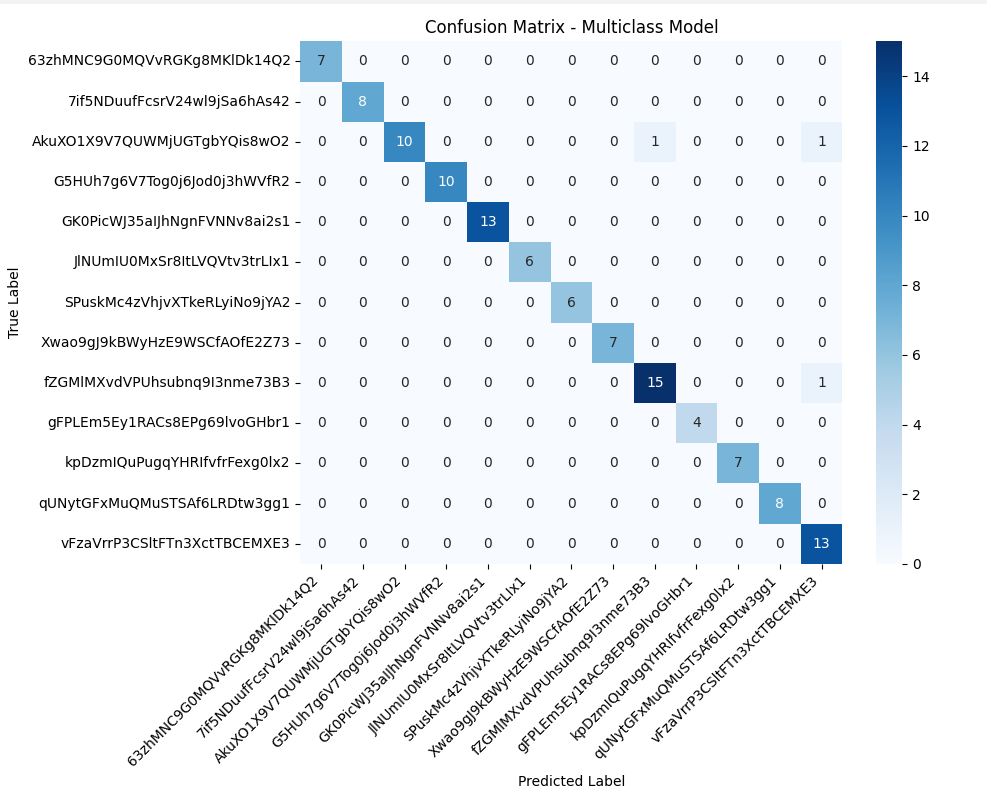 Confusion Matrix - Multiclass Model
63zhMNC9G0MQVvRGKg8MKlDk14Q2 7 0 0 0 0 0 0 0 0 0 0 0 0
7if5NDuufFcsrV24wl9jSa6hAs42 0 8 0 0 0 0 0 0 0 0 0 0 0
AkuXO1X9V7QUWMjUGTgbYQis8wO2 0 0 10 0 0 0 0 0 1 0 0 0 1
G5HUh7g6V7Tog0j6Jod0j3hWVfR2 0 0 0 10 0 0 0 0 0 0 0 0 0
GK0PicWJ35aIJhNgnFVNNv8ai2s1 0 0 0 0 13 0 0 0 0 0 0 0 0
JlNUmIU0MxSr8ItLVQVtv3trLIx1 0 0 0 0 0 6 0 0 0 0 0 0 0
SPuskMc4zVhjvXTkeRLyiNo9jYA2 0 0 0 0 0 0 6 0 0 0 0 0 0
Xwao9gJ9kBWyHzE9WSCfAOfE2Z73 0 0 0 0 0 0 0 7 0 0 0 0 0
fZGMlMXvdVPUhsubnq9I3nme73B3 0 0 0 0 0 0 0 0 15 0 0 0 1
gFPLEm5Ey1RACs8EPg69lvoGHbr1 0 0 0 0 0 0 0 0 0 4 0 0 0
kpDzmIQuPugqYHRIfvfrFexg0lx2 0 0 0 0 0 0 0 0 0 0 7 0 0
qUNytGFxMuQMuSTSAf6LRDtw3gg1 0 0 0 0 0 0 0 0 0 0 0 8 0
vFzaVrrP3CSltFTn3XctTBCEMXE3 0 0 0 0 0 0 0 0 0 0 0 0 13
True Label
63zhMNC9G0MQVvRGKg8MKlDk14Q2
7if5NDuufFcsrV24wl9jSa6hAs42
AkuXO1X9V7QUWMjUGTgbYQis8wO2
G5HUh7g6V7Tog0j6Jod0j3hWVfR2
GK0PicWJ35aIJhNgnFVNNv8ai2s1
JlNUmIU0MxSr8ItLVQVtv3trLIx1
SPuskMc4zVhjvXTkeRLyiNo9jYA2
Xwao9gJ9kBWyHzE9WSCfAOfE2Z73
fZGMlMXvdVPUhsubnq9I3nme73B3
gFPLEm5Ey1RACs8EPg69lvoGHbr1
kpDzmIQuPugqYHRIfvfrFexg0lx2
qUNytGFxMuQMuSTSAf6LRDtw3gg1
vFzaVrrP3CSltFTn3XctTBCEMXE3
Predicted Label
14
12
10
8
6
4
2
0